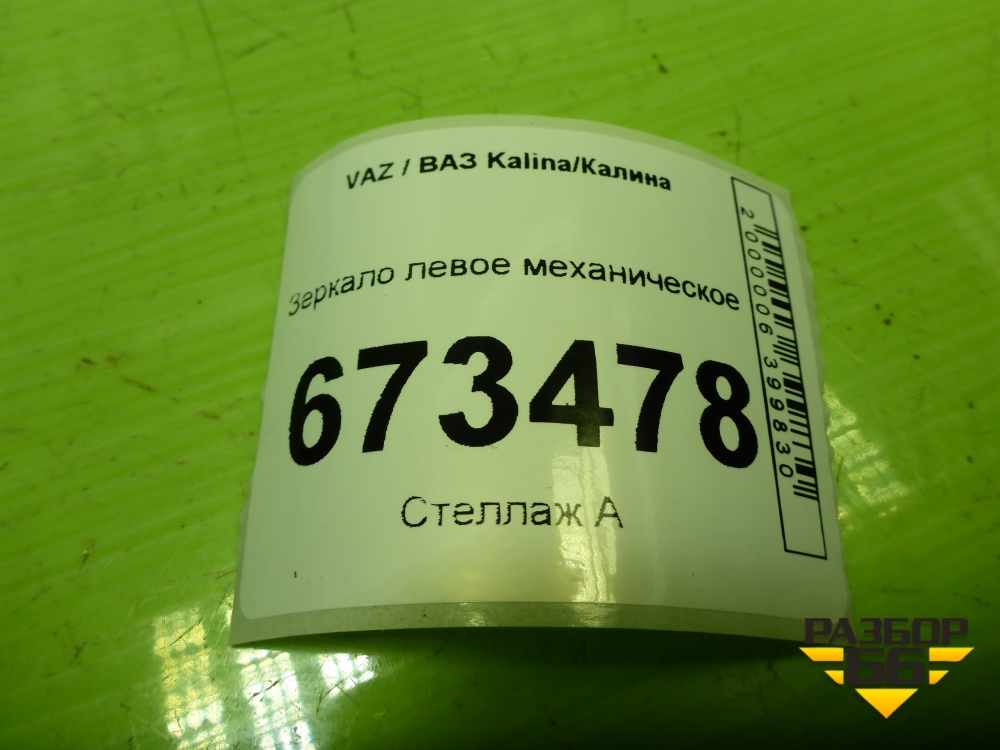 VAZ / ВАЗ Kalina/Калина
Зеркало левое механическое
673478
Стеллаж А
2000006399830
РАЗБОР
66